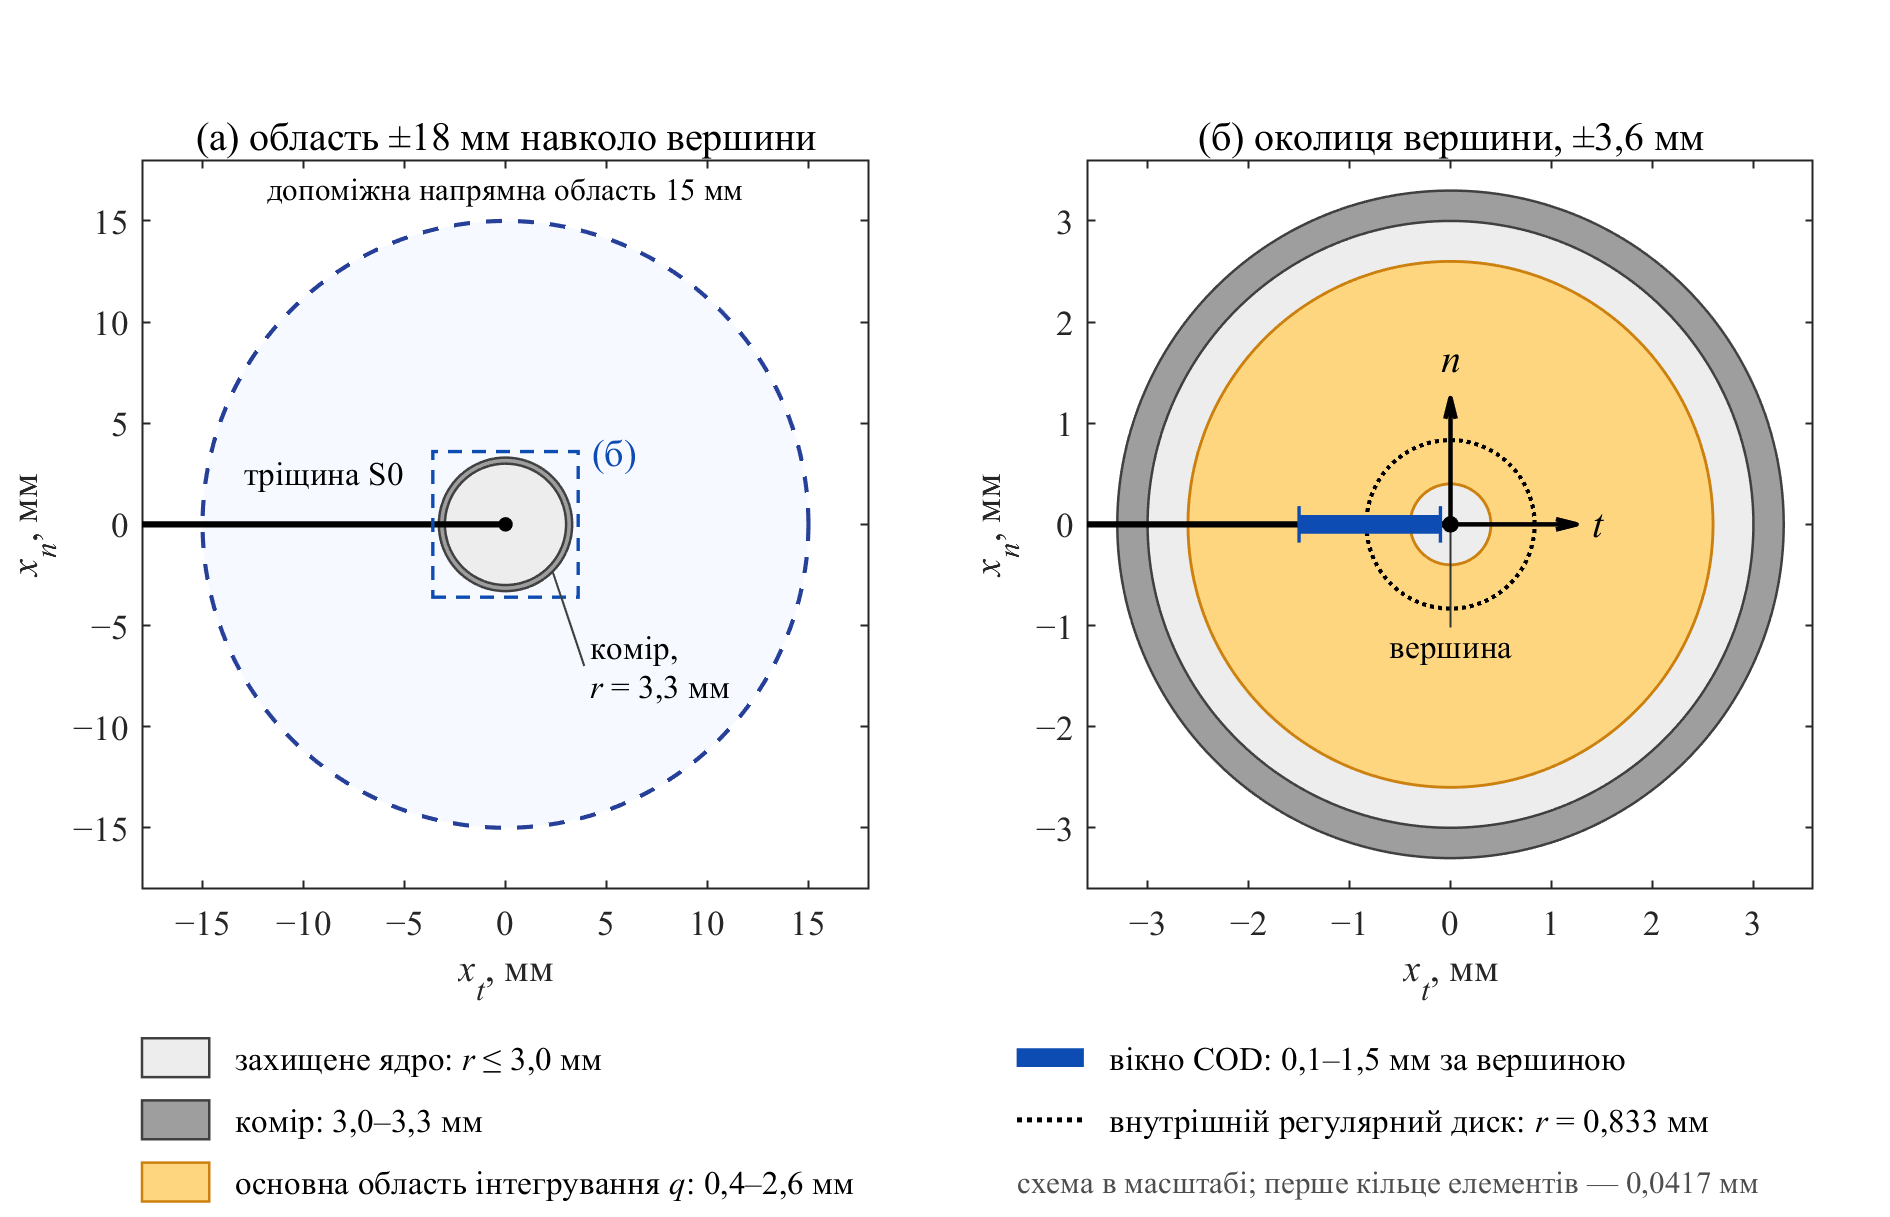 (а) область ±18 мм навколо вершини
допоміжна напрямна область 15 мм
15
10
5
0
−5
−10
−15
xn, мм
тріщина S0
(б)
комір,
r = 3,3 мм
−15 −10 −5 0 5 10 15
xt, мм
(б) околиця вершини, ±3,6 мм
3
2
1
0
−1
−2
−3
xn, мм
n
t
вершина
−3 −2 −1 0 1 2 3
xt, мм
захищене ядро: r ≤ 3,0 мм
комір: 3,0–3,3 мм
основна область інтегрування q: 0,4–2,6 мм
вікно COD: 0,1–1,5 мм за вершиною
внутрішній регулярний диск: r = 0,833 мм
схема в масштабі; перше кільце елементів — 0,0417 мм